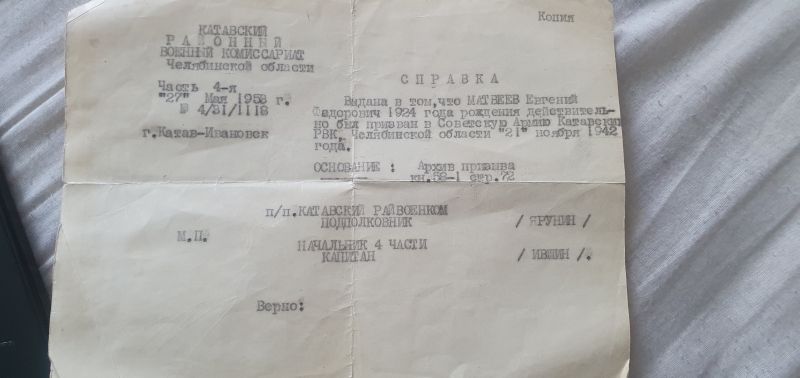 Копия
КАТАВСКИЙ
РАЙОННЫЙ
ВОЕННЫЙ КОМИССАРИАТ
Челябинской области
Часть 4-я
"27" Мая 1958 г.
№ 4/31/1118
г.Катав-Ивановск
СПРАВКА
Выдана в том,что МАТВЕЕВ Евгений
Федорович 1924 года рождения действитель-
но был призван в Советскую Армию Катавским
РВК, Челябинской области "21" ноября 1942
года.
ОСНОВАНИЕ : Архив призыва
кн.58-1 стр.72
п/п.КАТАВСКИЙ РАЙВОЕНКОМ
ПОДПОЛКОВНИК / ЯРУНИН /
М.П.
НАЧАЛЬНИК 4 ЧАСТИ
КАПИТАН / ИВШИН /.
Верно: